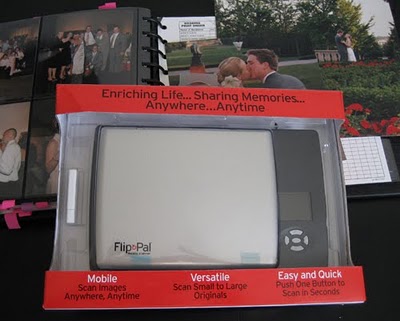 Enriching Life... Sharing Memories...
Anywhere...Anytime
Flip Pal
Mobile
Scan Images
Anywhere, Anytime
Versatile
Scan Small to Large
Originals
Easy and Quick
Push One Button to
Scan in Seconds